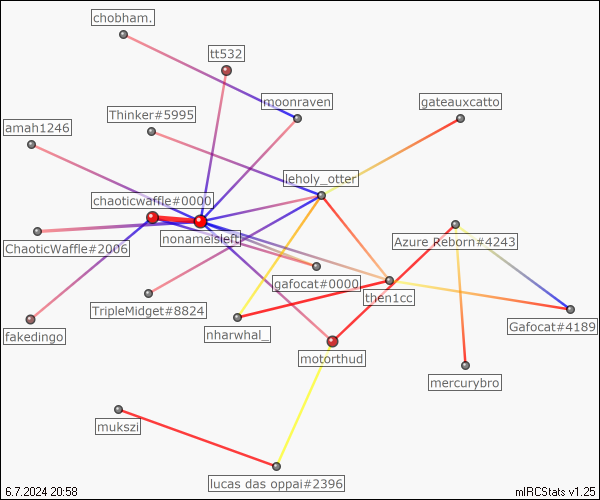 chobham.
tt532
moonraven
gateauxcatto
Thinker#5995
amah1246
leholy_otter
chaoticwaffle#0000
nonameisleft
Azure Reborn#4243
ChaoticWaffle#2006
gafocat#0000
then1cc
TripleMidget#8824
Gafocat#4189
fakedingo
nharwhal_
motorthud
mercurybro
mukszi
lucas das oppai#2396
6.7.2024 20:58
mIRCStats v1.25